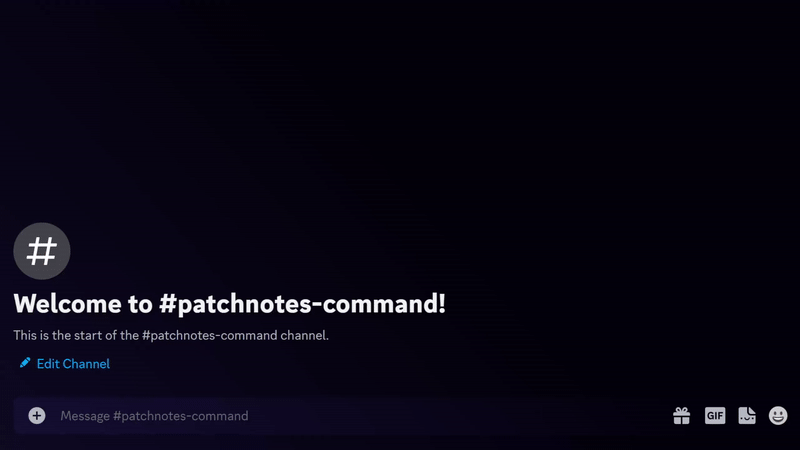 Welcome to #patchnotes-command!
This is the start of the #patchnotes-command channel.
Edit Channel
Message #patchnotes-command
GIF